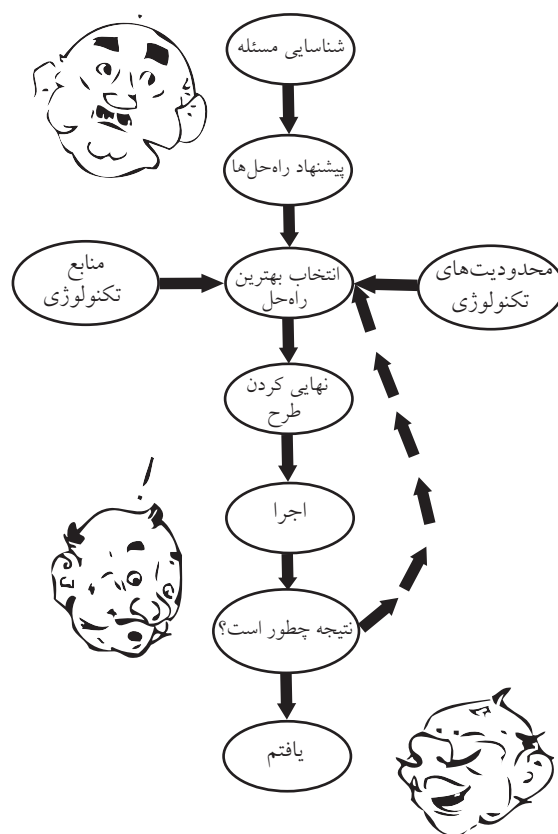 شناسایی مسئله
پیشنهاد راه‌حل‌ها
انتخاب بهترین
راه‌حل
محدودیت‌های
تکنولوژی
منابع
تکنولوژی
نهایی کردن
طرح
اجرا
نتیجه چطور است؟
یافتم